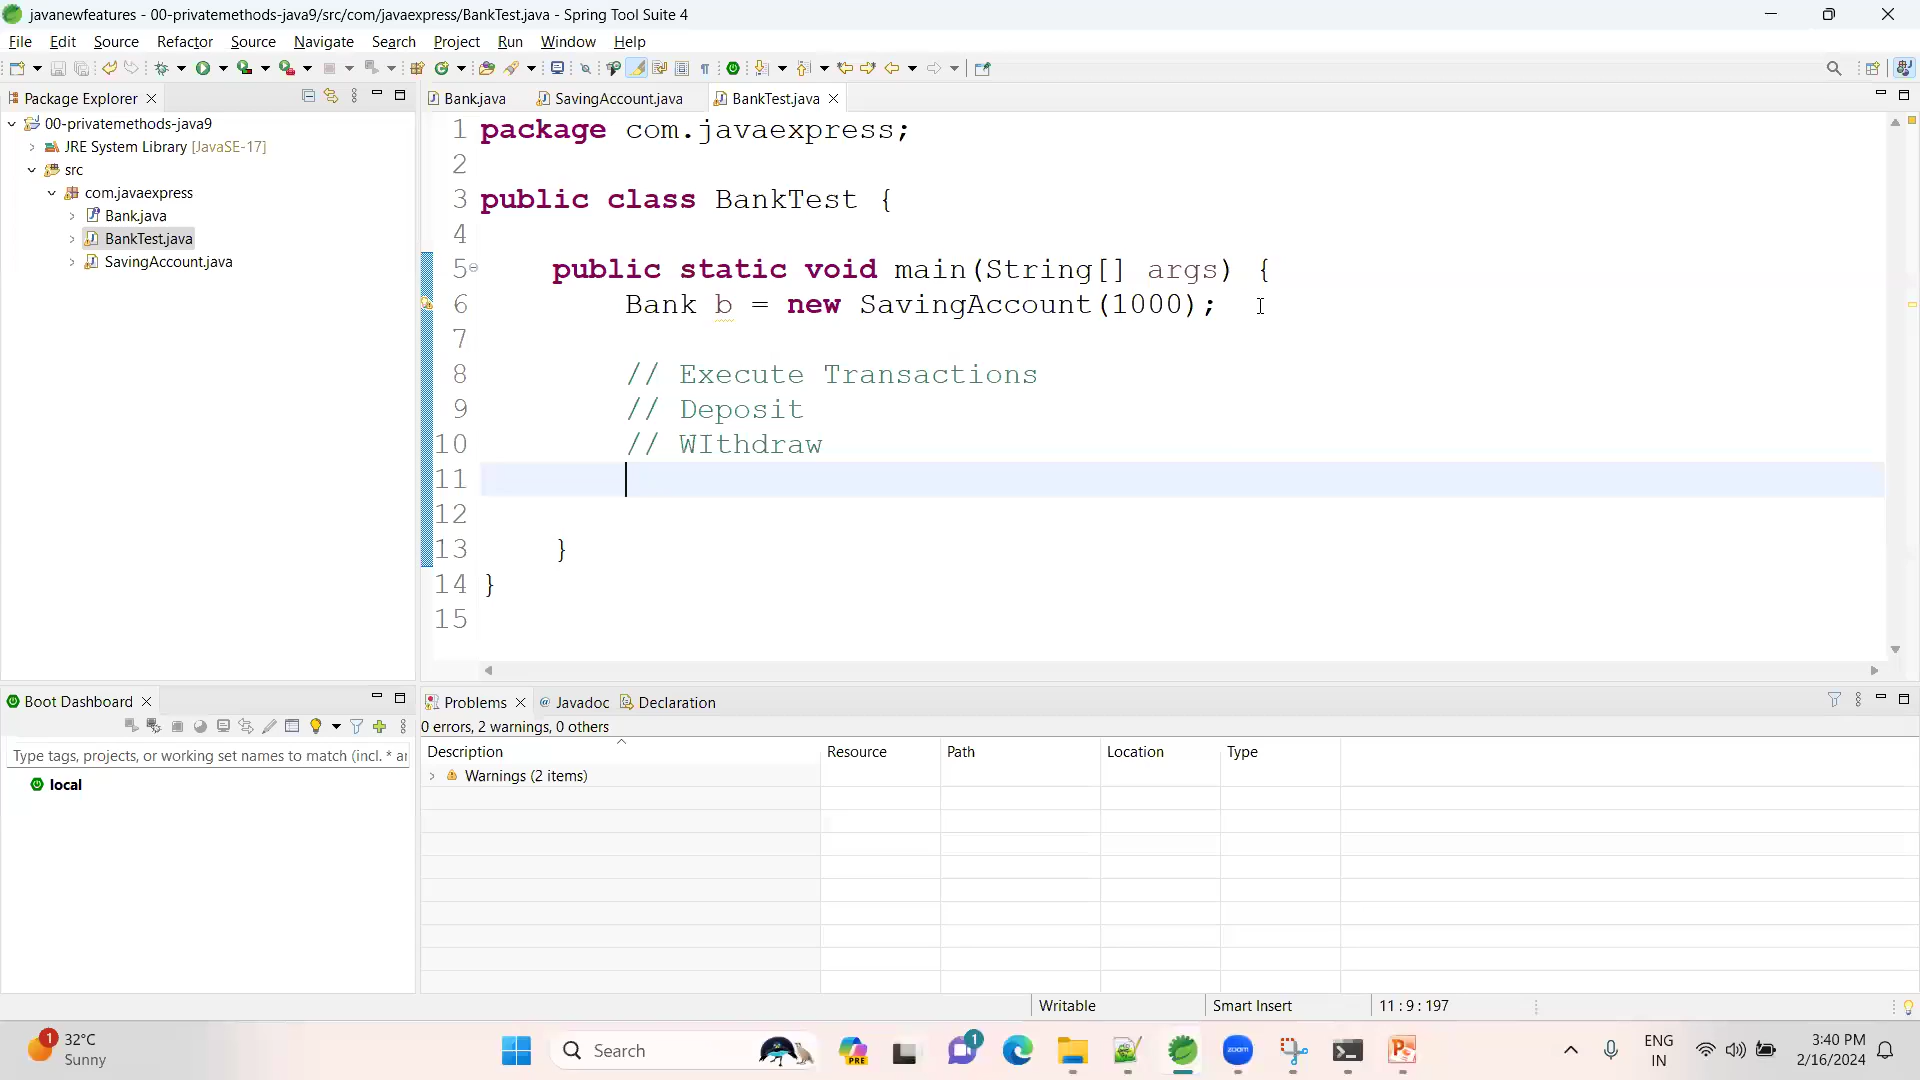 javanewfeatures - 00-privatemethods-java9/src/com/javaexpress/BankTest.java - Spring Tool Suite 4
File Edit Source Refactor Source Navigate Search Project Run Window Help
Package Explorer
00-privatemethods-java9
JRE System Library [JavaSE-17]
src
com.javaexpress
Bank.java
BankTest.java
SavingAccount.java
Bank.java SavingAccount.java BankTest.java
1 package com.javaexpress;
2
3 public class BankTest {
4
5 public static void main(String[] args) {
6 Bank b = new SavingAccount(1000);
7
8 // Execute Transactions
9 // Deposit
10 // WIthdraw
11
12
13 }
14 }
15
Boot Dashboard
Type tags, projects, or working set names to match (incl. * ar
local
Problems @ Javadoc Declaration
0 errors, 2 warnings, 0 others
Description Resource Path Location Type
Warnings (2 items)
Writable Smart Insert 11 : 9 : 197
1
32°C
Sunny
Search
PRE
1
zoom
ENG
IN
3:40 PM
2/16/2024